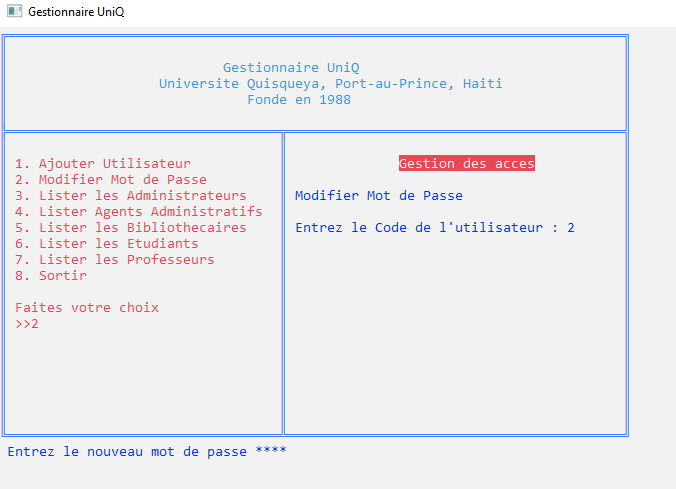 Gestionnaire UniQ
Gestionnaire UniQ
Universite Quisqueya, Port-au-Prince, Haiti
Fonde en 1988
1. Ajouter Utilisateur
2. Modifier Mot de Passe
3. Lister les Administrateurs
4. Lister Agents Administratifs
5. Lister les Bibliothecaires
6. Lister les Etudiants
7. Lister les Professeurs
8. Sortir
Faites votre choix
>>2
Gestion des acces
Modifier Mot de Passe
Entrez le Code de l'utilisateur : 2
Entrez le nouveau mot de passe ****